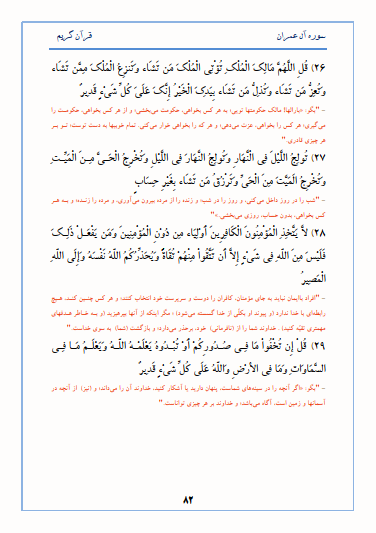 سوره آل عمران
قرآن کریم
(۲۶) قُلِ اللَّهُمَّ مَالِكَ الْمُلْكِ تُؤْتِي الْمُلْكَ مَن تَشَاء وَتَنزِعُ الْمُلْكَ مِمَّن تَشَاء
وَتُعِزُّ مَن تَشَاء وَتُذِلُّ مَن تَشَاء بِيَدِكَ الْخَيْرُ إِنَّكَ عَلَىَ كُلِّ شَيْءٍ قَدِيرٌ
- "بگو: «بارالها! مالک حکومتها تویی؛ به هر کس بخواهی، حکومت می‌بخشی؛ و از هر کس بخواهی، حکومت را
می‌گیری؛ هر کس را بخواهی، عزت می‌دهی؛ و هر که را بخواهی خوار می‌کنی. تمام خوبیها به دست توست؛ تو بر
هر چیزی قادری. "
(۲۷) تُولِجُ اللَّيْلَ فِي النَّهَارِ وَتُولِجُ النَّهَارَ فِي اللَّيْلِ وَتُخْرِجُ الْحَيَّ مِنَ الْمَيِّتِ
وَتُخْرِجُ الَمَيِّتَ مِنَ الْحَيِّ وَتَرْزُقُ مَن تَشَاء بِغَيْرِ حِسَابٍ
- "شب را در روز داخل می‌کنی، و روز را در شب؛ و زنده را از مرده بیرون می‌آوری، و مرده را زنده؛ و به هر
کس بخواهی، بدون حساب، روزی می‌بخشی.» "
(۲۸) لاَّ يَتَّخِذِ الْمُؤْمِنُونَ الْكَافِرِينَ أَوْلِيَاء مِن دُوْنِ الْمُؤْمِنِينَ وَمَن يَفْعَلْ ذَلِكَ
فَلَيْسَ مِنَ اللّهِ فِي شَيْءٍ إِلاَّ أَن تَتَّقُواْ مِنْهُمْ تُقَاةً وَيُحَذِّرُكُمُ اللّهُ نَفْسَهُ وَإِلَى اللّهِ
الْمَصِيرُ
- "افراد باایمان نباید به جای مؤمنان، کافران را دوست و سرپرست خود انتخاب کنند؛ و هر کس چنین کند، هیچ
رابطه‌ای با خدا ندارد (و پیوند او بکلّی از خدا گسسته می‌شود)؛ مگر اینکه از آنها بپرهیزید (و به خاطر هدفهای
مهمتری تقیّه کنید). خداوند شما را از (نافرمانی) خود، برحذر می‌دارد؛ و بازگشت (شما) به سوی خداست. "
(۲۹) قُلْ إِن تُخْفُواْ مَا فِي صُدُورِكُمْ أَوْ تُبْدُوهُ يَعْلَمْهُ اللّهُ وَيَعْلَمُ مَا فِي
السَّمَاوَاتِ وَمَا فِي الأرْضِ وَاللّهُ عَلَى كُلِّ شَيْءٍ قَدِيرٌ
- "بگو: «اگر آنچه را در سینه‌های شماست، پنهان دارید یا آشکار کنید، خداوند آن را می‌داند؛ و (نیز) از آنچه در
آسمانها و زمین است، آگاه می‌باشد؛ و خداوند بر هر چیزی تواناست. "
۸۲